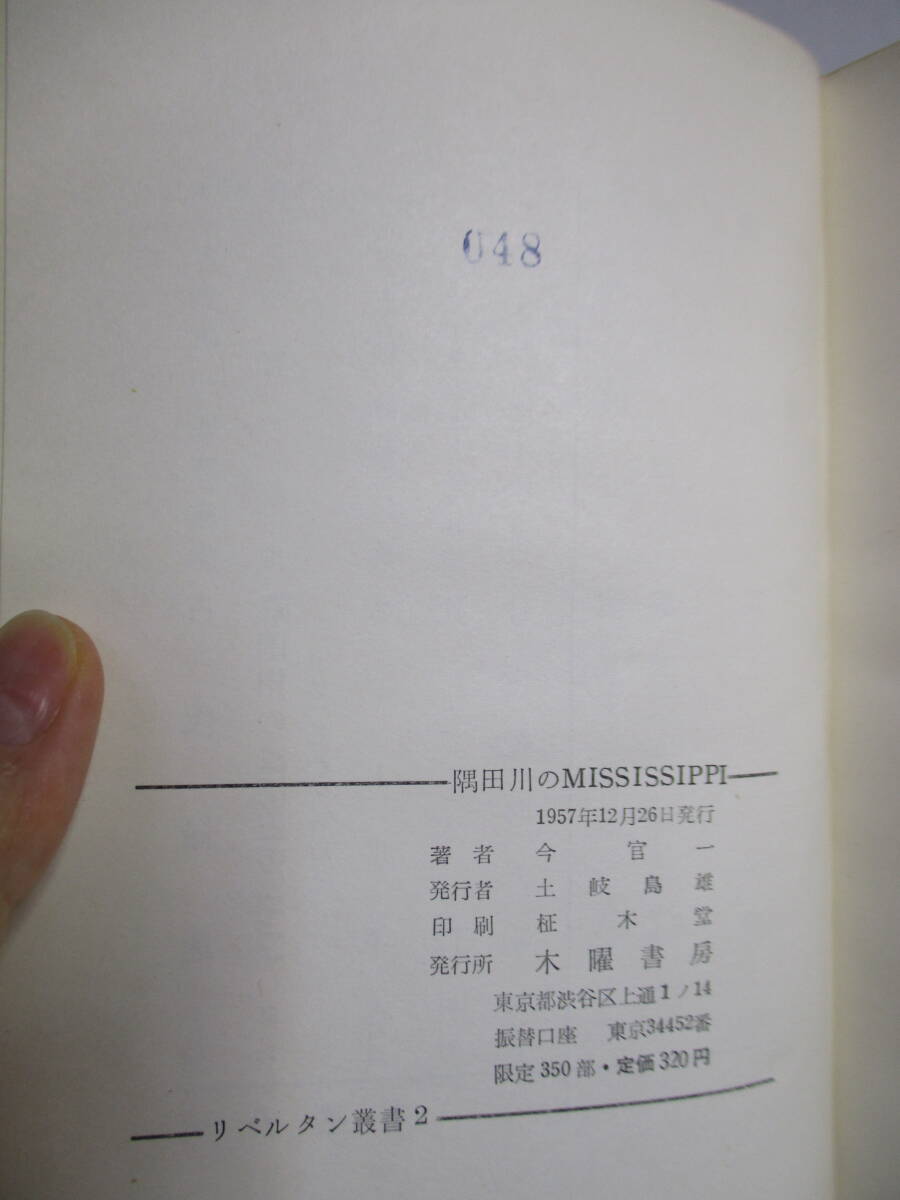 048
隅田川のMISSISSIPPI
1957年12月26日発行
著者 今官一
発行者 土岐島雄
印刷 柾木堂
発行所 木曜書房
東京都渋谷区上通1ノ14
振替口座 東京34452番
限定350部・定価320円
リベルタン叢書2